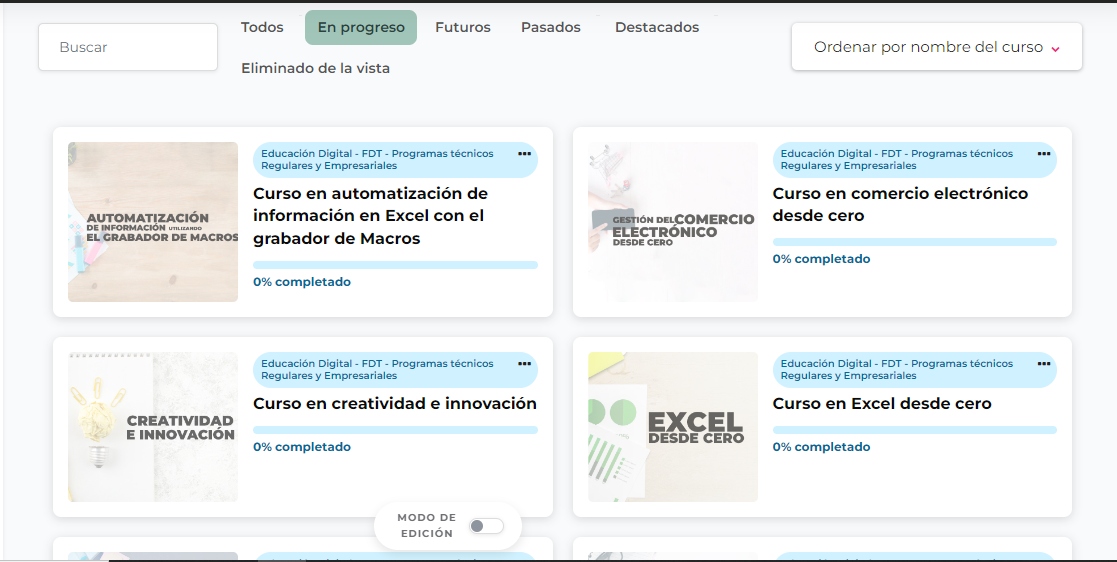 Buscar
Todos
En progreso
Futuros
Pasados
Destacados
Eliminado de la vista
Ordenar por nombre del curso
AUTOMATIZACIÓN
DE INFORMACIÓN UTILIZANDO
EL GRABADOR DE MACROS
Educación Digital - FDT - Programas técnicos
Regulares y Empresariales
Curso en automatización de
información en Excel con el
grabador de Macros
0% completado
GESTIÓN DEL COMERCIO
ELECTRÓNICO
DESDE CERO
Educación Digital - FDT - Programas técnicos
Regulares y Empresariales
Curso en comercio electrónico
desde cero
0% completado
CREATIVIDAD
E INNOVACIÓN
Educación Digital - FDT - Programas técnicos
Regulares y Empresariales
Curso en creatividad e innovación
0% completado
EXCEL
DESDE CERO
Educación Digital - FDT - Programas técnicos
Regulares y Empresariales
Curso en Excel desde cero
0% completado
MODO DE
EDICIÓN